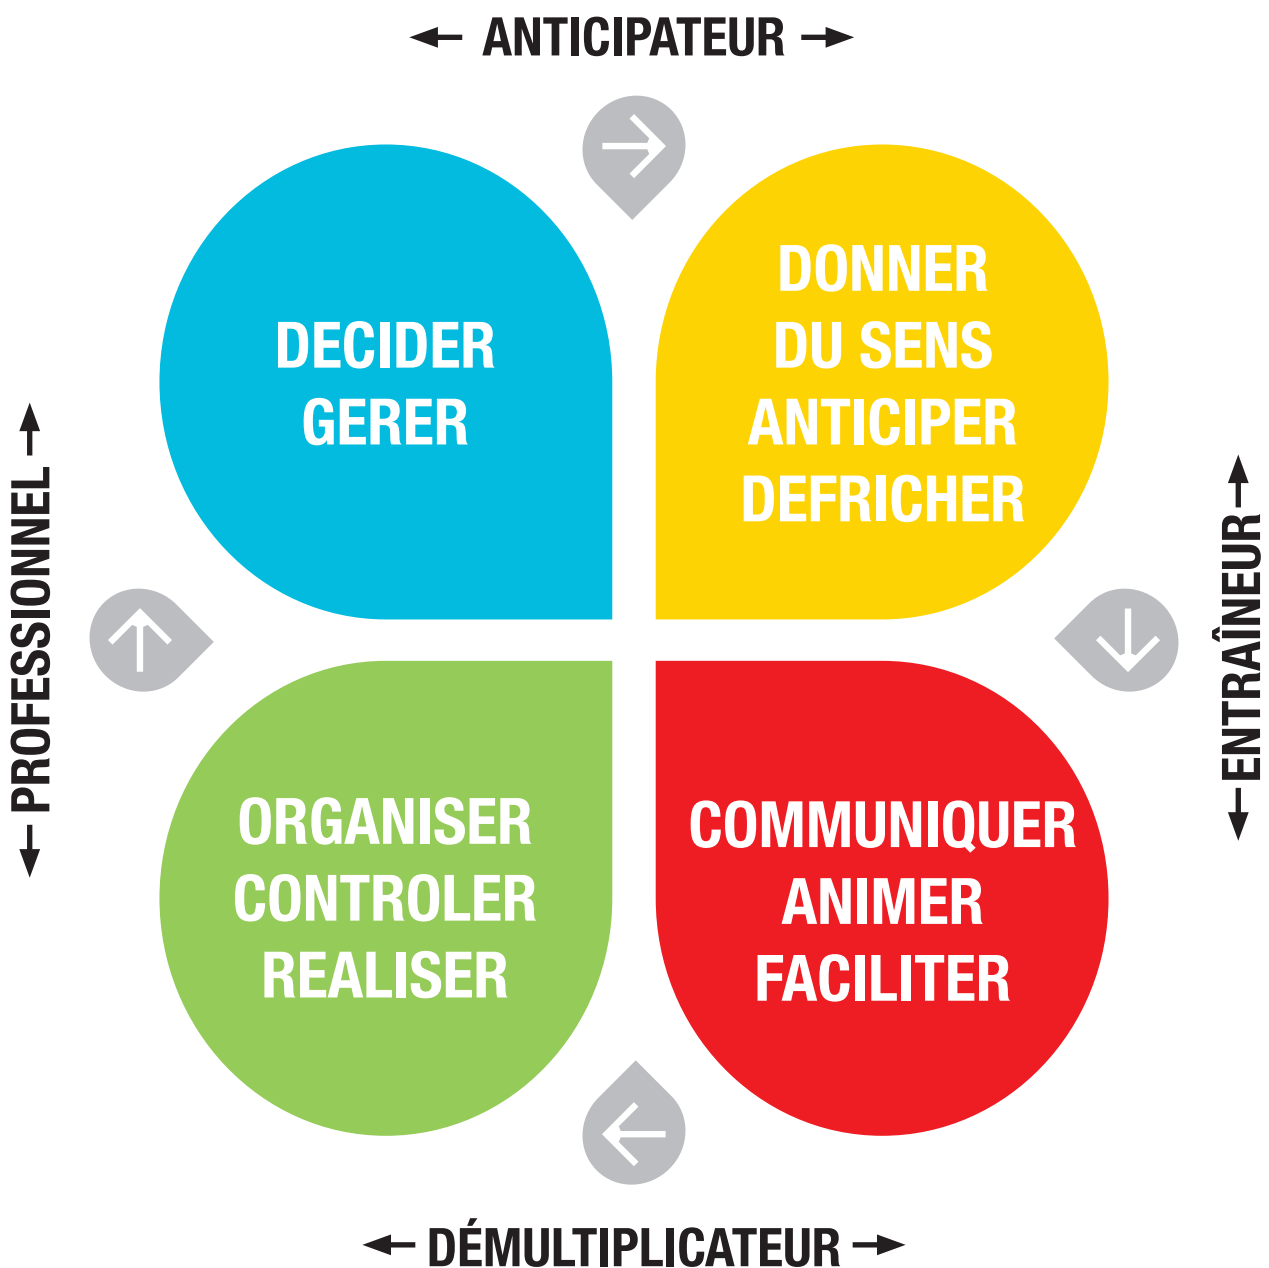 ANTICIPATEUR
DECIDER
GERER
DONNER
DU SENS
ANTICIPER
DEFRICHER
PROFESSIONNEL
ENTRAÎNEUR
ORGANISER
CONTROLER
REALISER
COMMUNIQUER
ANIMER
FACILITER
DÉMULTIPLICATEUR